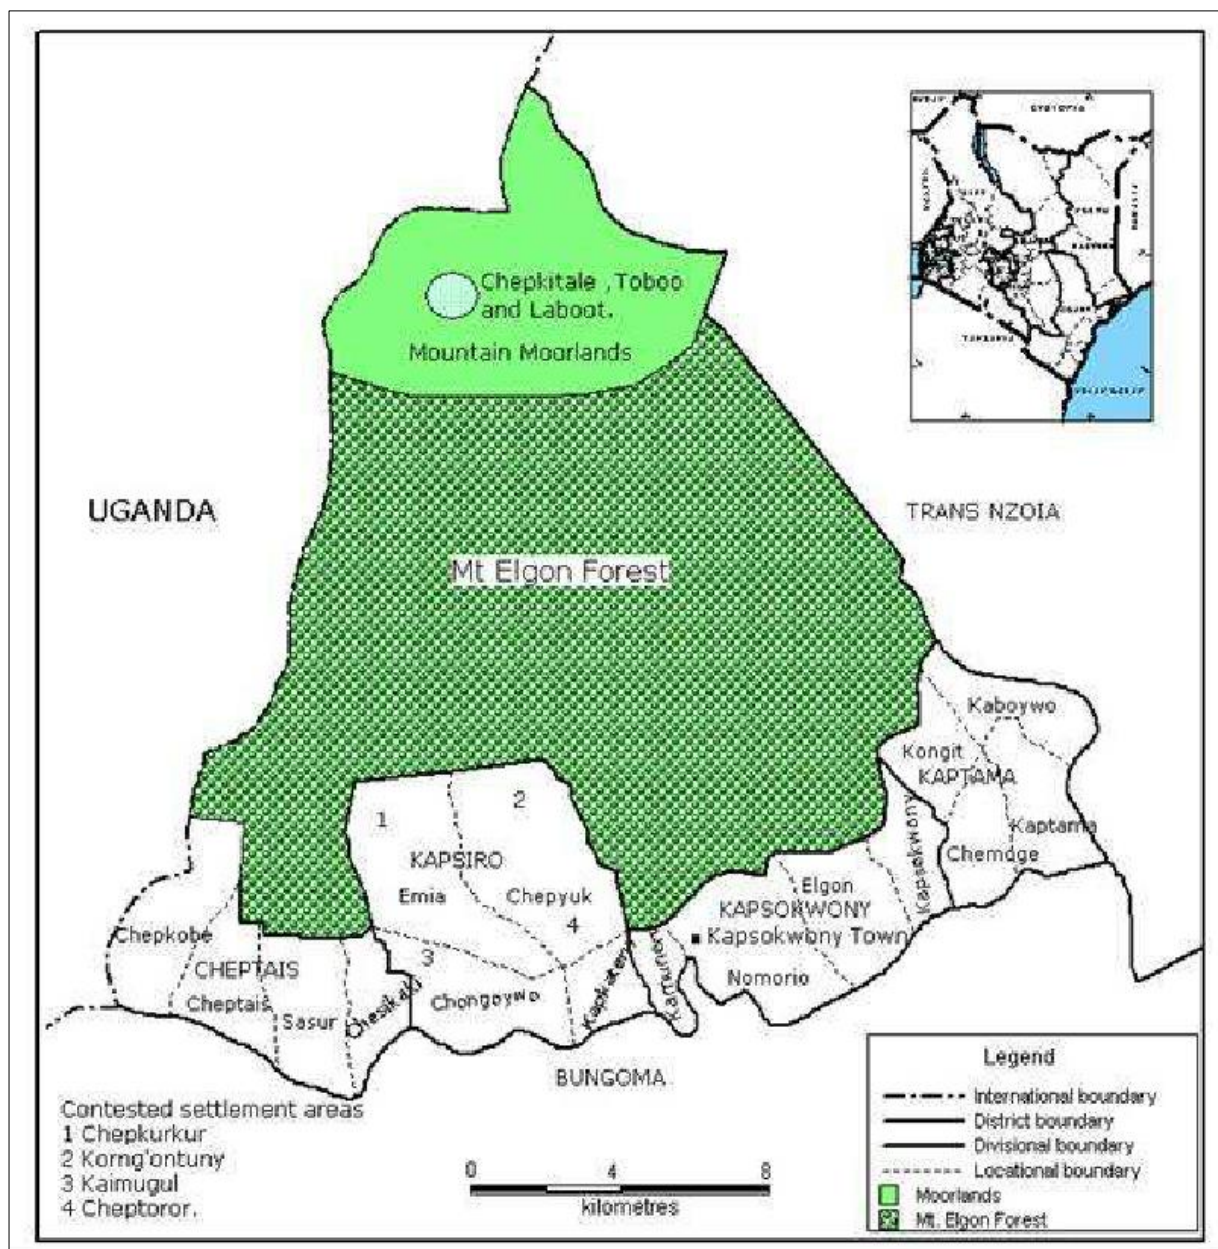 Chepkitale ,Toboo
and Laboot.
Mountain Moorlands
UGANDA
TRANS NZOIA
Mt Elgon Forest
Kaboywo
Kongit
KAPTAMA
Kaptama
Chemoge
Kapsokwony
1
2
KAPSIRO
Emia
Chepyuk
4
3
Elgon
KAPSOKWONY
Kapsokwony Town
Nomorio
Chepkobe
CHEPTAIS
Cheptais
Sasur
Chesikaki
Chongoywo
Kapkateny
BUNGOMA
Contested settlement areas
1 Chepkurkur
2 Korng'ontuny
3 Kaimugul
4 Cheptoror.
0 4 8
kilometres
Legend
International boundary
District boundary
Divisional boundary
Locational boundary
Moorlands
Mt. Elgon Forest